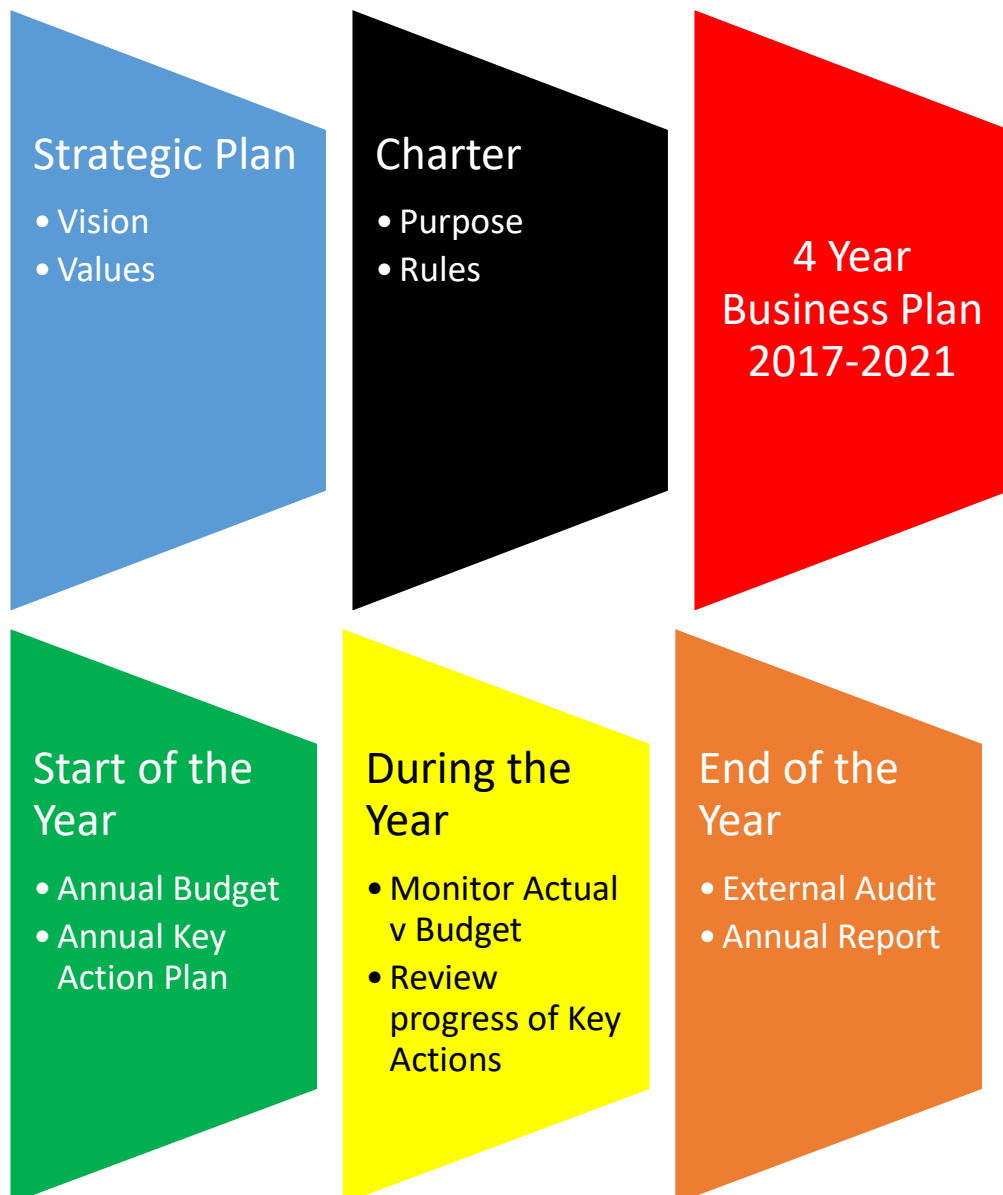 Strategic Plan
• Vision
• Values
Charter
• Purpose
• Rules
4 Year
Business Plan
2017-2021
Start of the
Year
• Annual Budget
• Annual Key
Action Plan
During the
Year
• Monitor Actual
v Budget
• Review
progress of Key
Actions
End of the
Year
• External Audit
• Annual Report